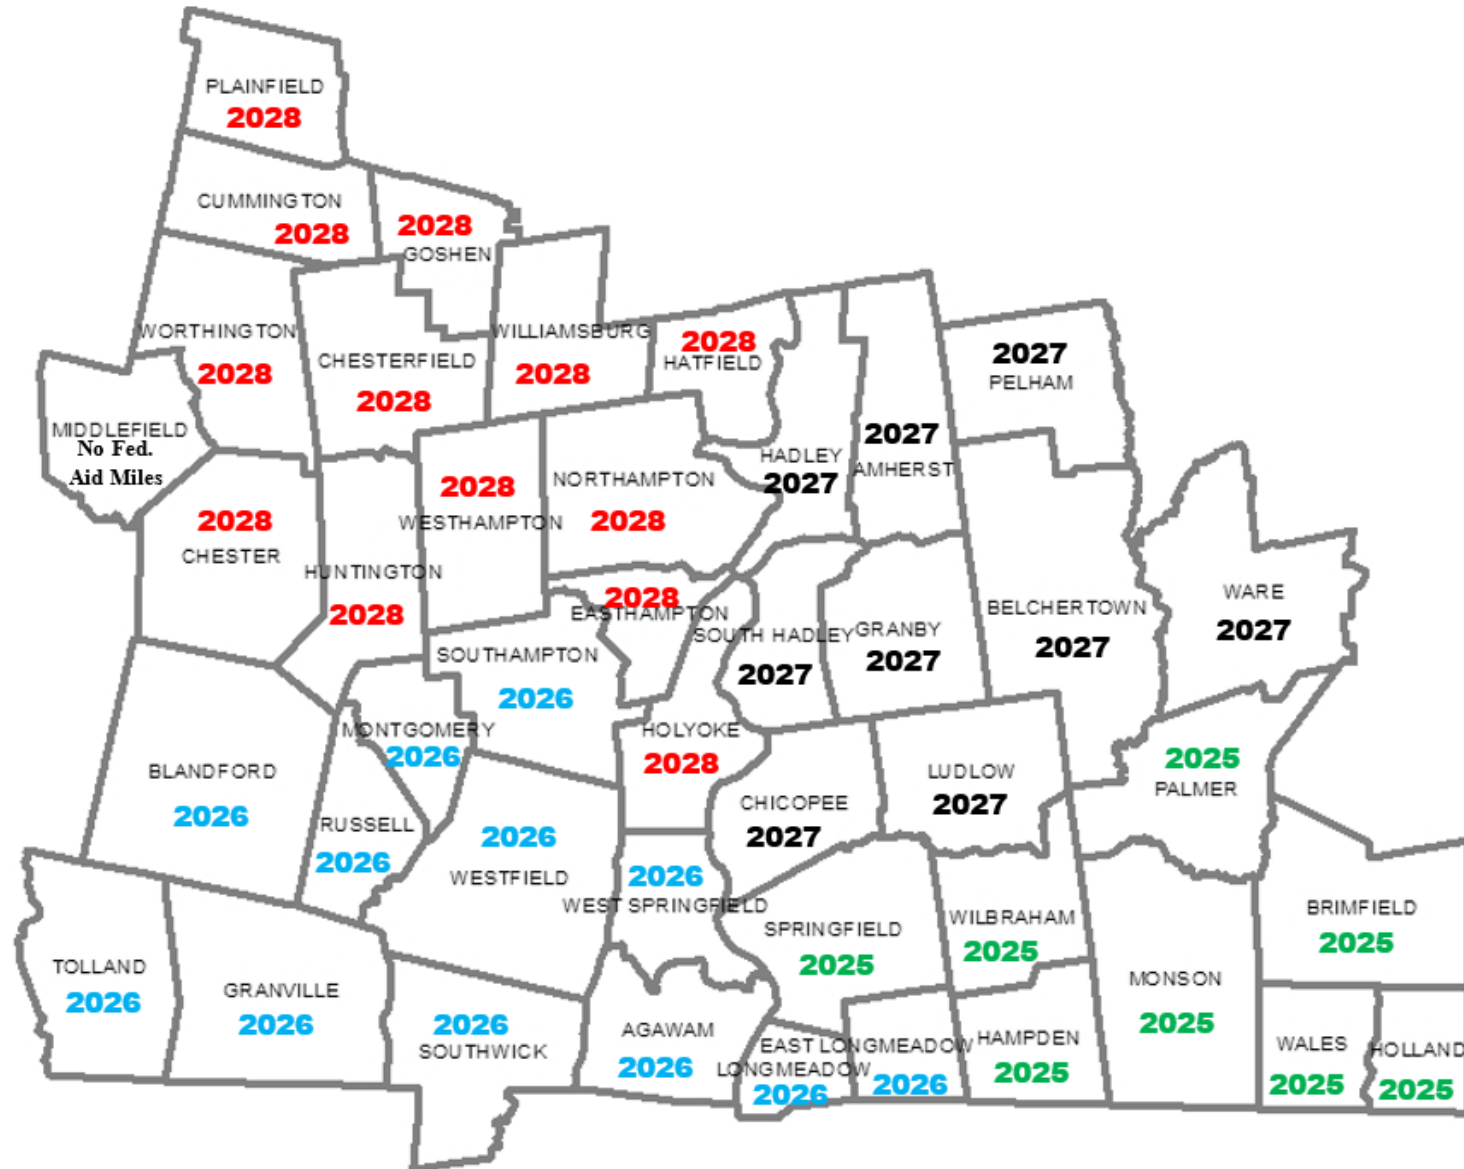 PLAINFIELD
2028
CUMMINGTON
2028
2028
GOSHEN
WORTHINGTON
2028
CHESTERFIELD
2028
WILLIAMSBURG
2028
2028
HATFIELD
2027
PELHAM
MIDDLEFIELD
No Fed.
Aid Miles
2028
CHESTER
HUNTINGTON
2028
2028
WESTHAMPTON
NORTHAMPTON
2028
HADLEY
2027
2027
AMHERST
2028
EASTHAMPTON
SOUTH HADLEY
2027
GRANBY
2027
BELCHERTOWN
2027
WARE
2027
SOUTHAMPTON
2026
MONTGOMERY
2026
HOLYOKE
2028
BLANDFORD
2026
RUSSELL
2026
2026
WESTFIELD
CHICOPEE
2027
LUDLOW
2027
2025
PALMER
2026
WEST SPRINGFIELD
SPRINGFIELD
2025
WILBRAHAM
2025
MONSON
2025
BRIMFIELD
2025
TOLLAND
2026
GRANVILLE
2026
2026
SOUTHWICK
AGAWAM
2026
LONGMEADOW
2026
EAST LONGMEADOW
2026
HAMPDEN
2025
WALES
2025
HOLLAND
2025